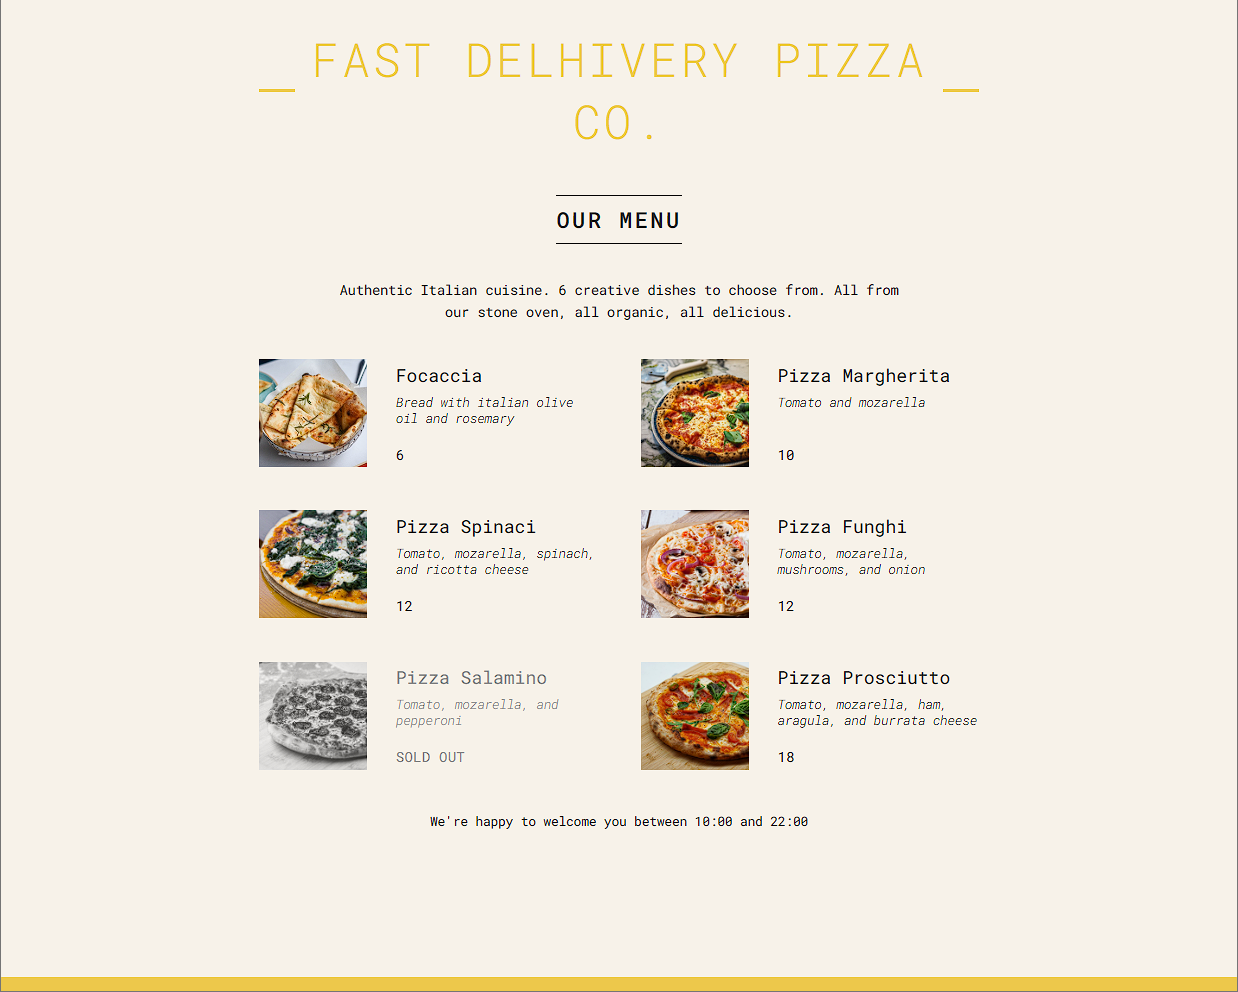 FAST DELHIVERY PIZZA
CO.
OUR MENU
Authentic Italian cuisine. 6 creative dishes to choose from. All from
our stone oven, all organic, all delicious.
Focaccia
Bread with italian olive
oil and rosemary
6
Pizza Margherita
Tomato and mozarella
10
Pizza Spinaci
Tomato, mozarella, spinach,
and ricotta cheese
12
Pizza Funghi
Tomato, mozarella,
mushrooms, and onion
12
Pizza Salamino
Tomato, mozarella, and
pepperoni
SOLD OUT
Pizza Prosciutto
Tomato, mozarella, ham,
aragula, and burrata cheese
18
We're happy to welcome you between 10:00 and 22:00